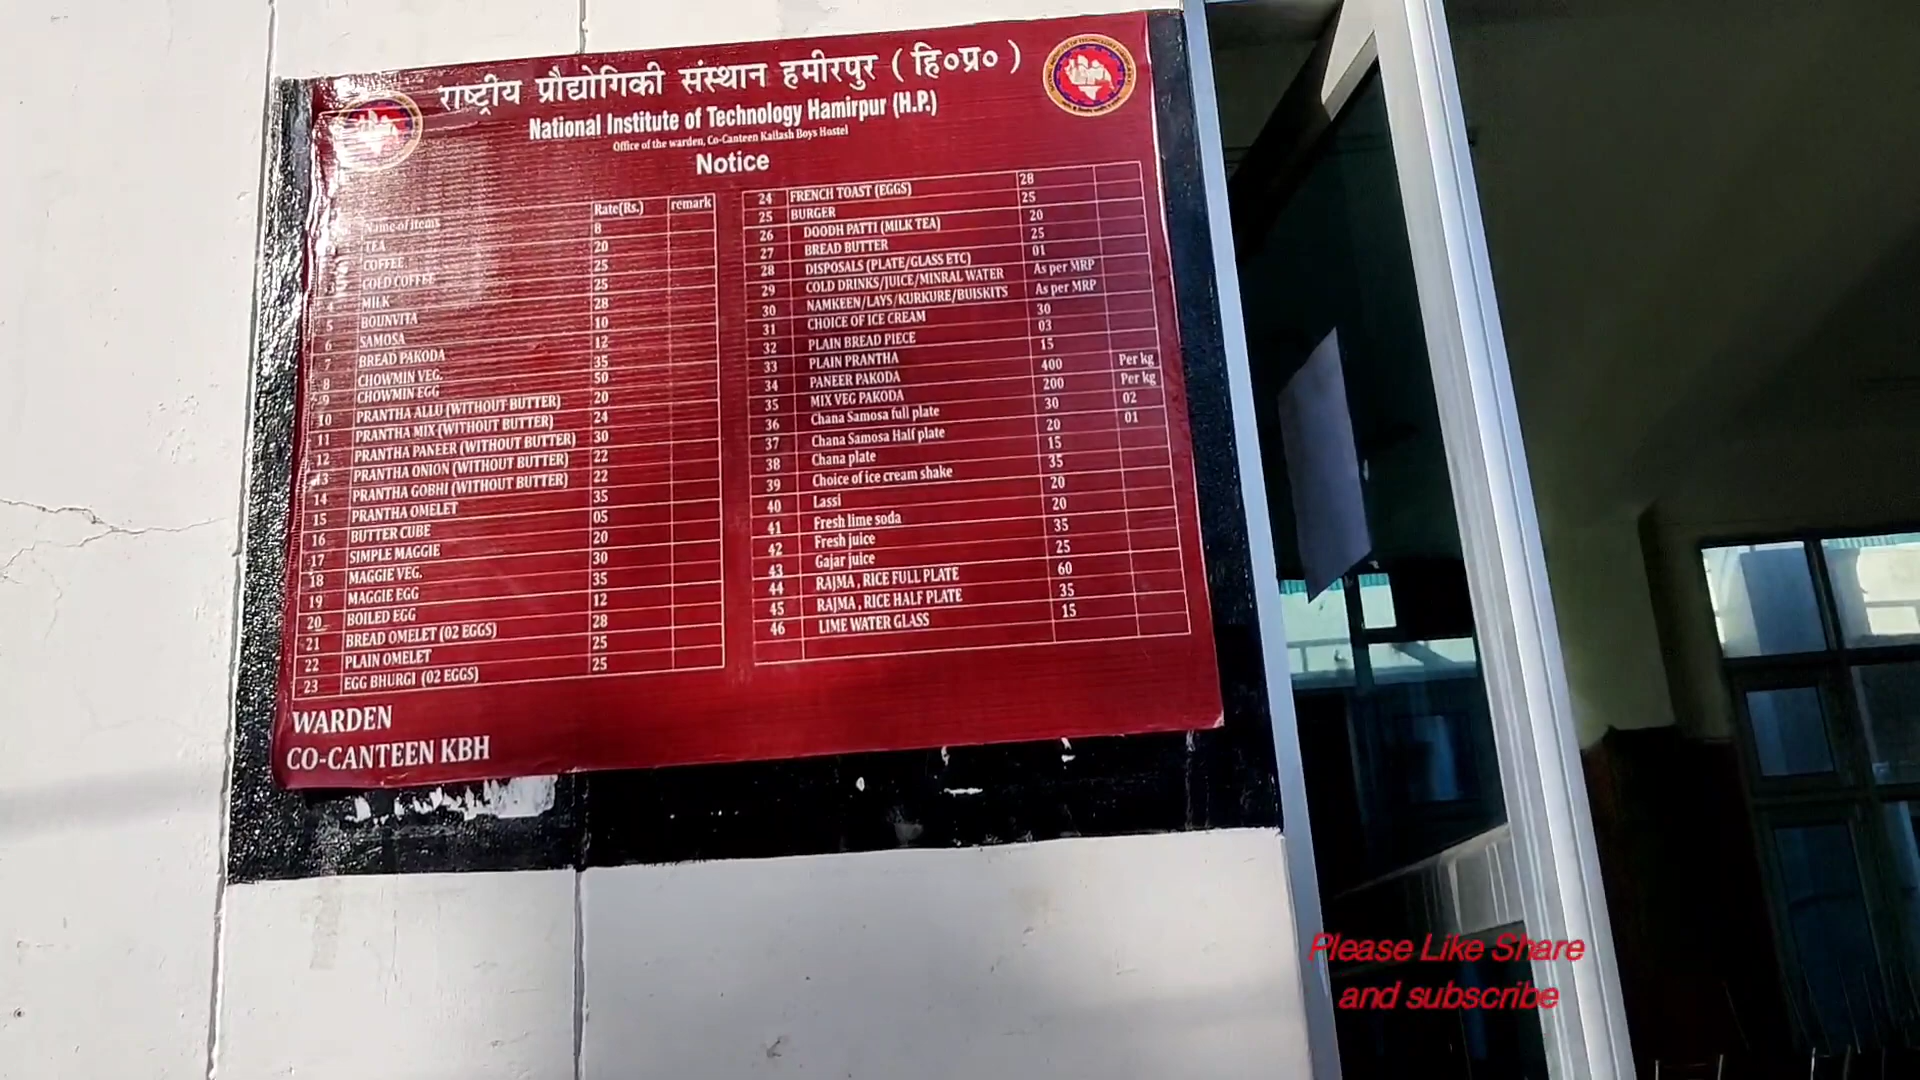 राष्ट्रीय प्रौद्योगिकी संस्थान हमीरपुर ( हि०प्र० )
National Institute of Technology Hamirpur (H.P.)
Office of the warden, Co-Canteen Kailash Boys Hostel
Notice
Name of items Rate(Rs.) remark
TEA 8
COFFEE 20
3 COLD COFFEE 25
4 MILK 25
5 BOUNVITA 28
6 SAMOSA 10
7 BREAD PAKODA 12
8 CHOWMIN VEG. 35
9 CHOWMIN EGG 50
10 PRANTHA ALLU (WITHOUT BUTTER) 20
11 PRANTHA MIX (WITHOUT BUTTER) 24
12 PRANTHA PANEER (WITHOUT BUTTER) 30
13 PRANTHA ONION (WITHOUT BUTTER) 22
14 PRANTHA GOBHI (WITHOUT BUTTER) 22
15 PRANTHA OMELET 35
16 BUTTER CUBE 05
17 SIMPLE MAGGIE 20
18 MAGGIE VEG. 30
19 MAGGIE EGG 35
20 BOILED EGG 12
21 BREAD OMELET (02 EGGS) 28
22 PLAIN OMELET 25
23 EGG BHURGI (02 EGGS) 25
24 FRENCH TOAST (EGGS) 28
25 BURGER 25
26 DOODH PATTI (MILK TEA) 20
27 BREAD BUTTER 25
28 DISPOSALS (PLATE/GLASS ETC) 01
29 COLD DRINKS/JUICE/MINRAL WATER As per MRP
30 NAMKEEN/LAYS/KURKURE/BUISKITS As per MRP
31 CHOICE OF ICE CREAM 30
32 PLAIN BREAD PIECE 03
33 PLAIN PRANTHA 15
34 PANEER PAKODA 400 Per kg
35 MIX VEG PAKODA 200 Per kg
36 Chana Samosa full plate 30 02
37 Chana Samosa Half plate 20 01
38 Chana plate 15
39 Choice of ice cream shake 35
40 Lassi 20
41 Fresh lime soda 20
42 Fresh juice 35
43 Gajar juice 25
44 RAJMA , RICE FULL PLATE 60
45 RAJMA , RICE HALF PLATE 35
46 LIME WATER GLASS 15
WARDEN
CO-CANTEEN KBH
Please Like Share
and subscribe